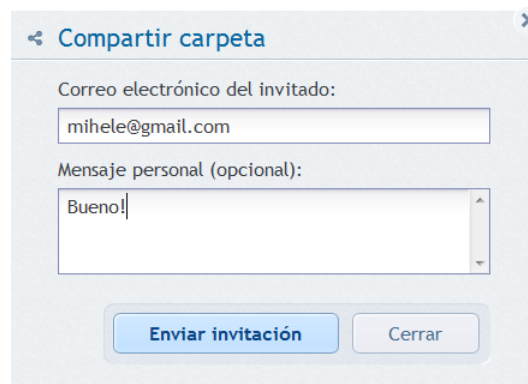 Compartir carpeta
Correo electrónico del invitado:
mihele@gmail.com
Mensaje personal (opcional):
Bueno!
Enviar invitación
Cerrar